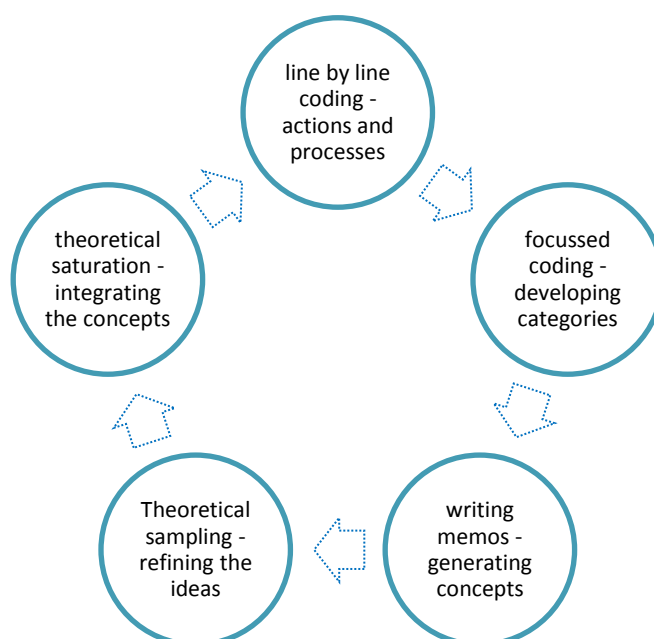 line by line
coding -
actions and
processes
focussed
coding -
developing
categories
writing
memos -
generating
concepts
Theoretical
sampling -
refining the
ideas
theoretical
saturation -
integrating
the concepts